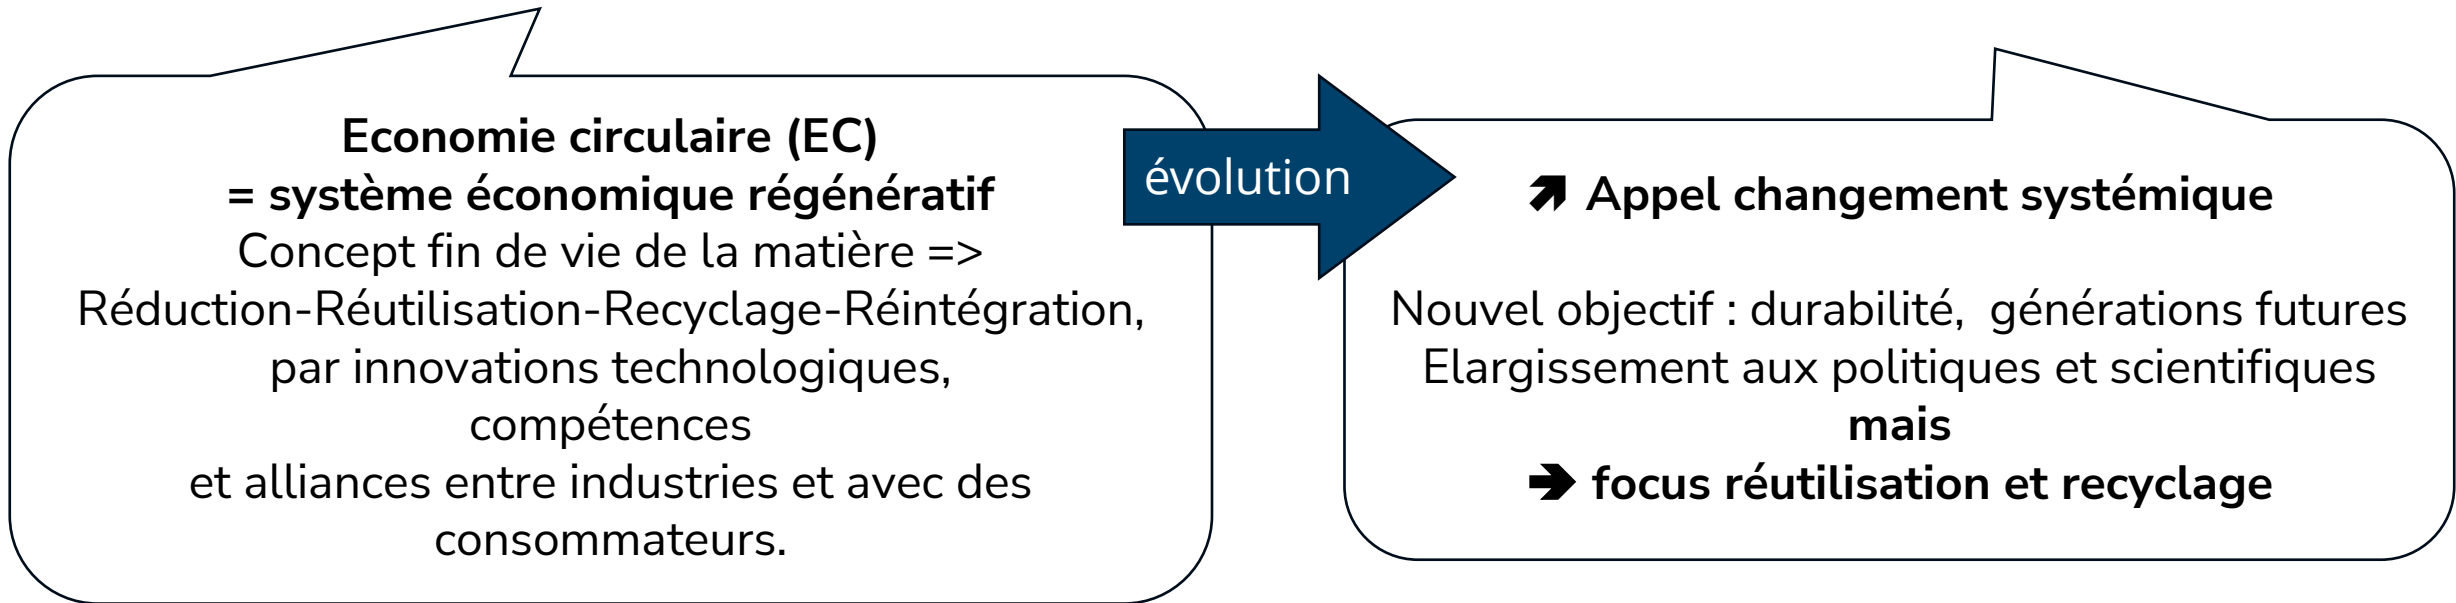 Economie circulaire (EC)
= système économique régénératif
Concept fin de vie de la matière =>
Réduction-Réutilisation-Recyclage-Réintégration,
par innovations technologiques,
compétences
et alliances entre industries et avec des
consommateurs.
évolution
🡽 Appel changement systémique
Nouvel objectif : durabilité,  générations futures
Elargissement aux politiques et scientifiques
mais
🡺 focus réutilisation et recyclage